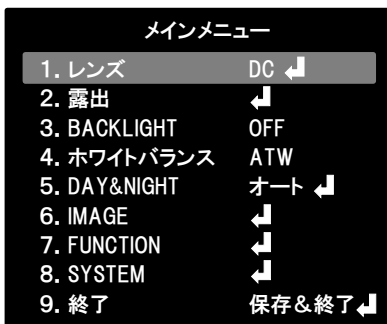 メインメニュー
1. レンズ DC ↲
2. 露出 ↲
3. BACKLIGHT OFF
4. ホワイトバランス ATW
5. DAY&NIGHT オート ↲
6. IMAGE ↲
7. FUNCTION ↲
8. SYSTEM ↲
9. 終了 保存&終了↲